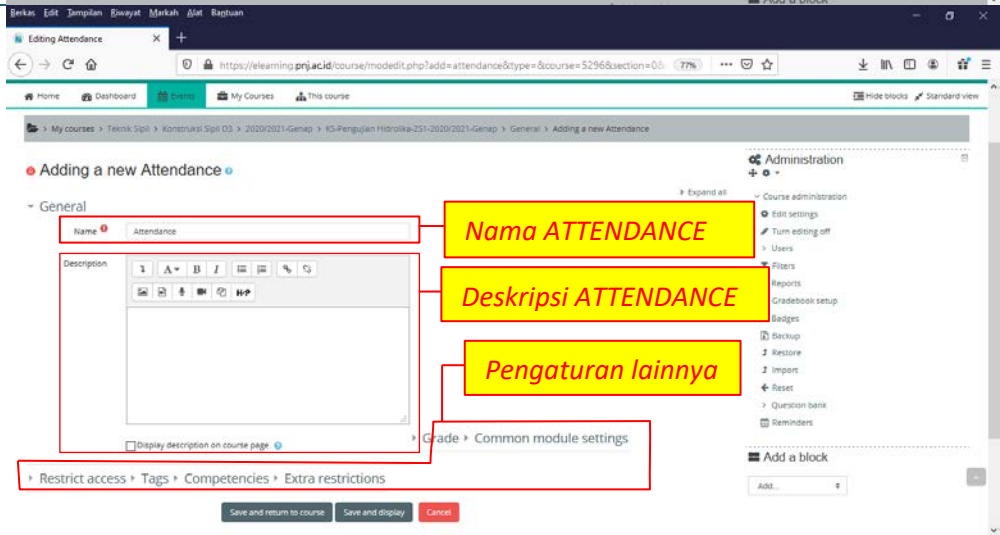 Add a block
Berkas Edit Tampilan Riwayat Markah Alat Bantuan
Editing Attendance
https://elearning.pnj.ac.id/course/modedit.php?add=attendance&type=&course=5296&section=0&
77%
Home Dashboard Events My Courses This course
Hide blocks Standard view
My courses > Teknik Sipil > Konstruksi Sipil D3 > 2020/2021-Genap > KS-Pengujian Hidrolika-2S1-2020/2021-Genap > General > Adding a new Attendance
Adding a new Attendance
Expand all
General
Name
Attendance
Nama ATTENDANCE
Description
Deskripsi ATTENDANCE
Pengaturan lainnya
Display description on course page
Grade Common module settings
Restrict access Tags Competencies Extra restrictions
Save and return to course Save and display Cancel
Administration
Course administration
Edit settings
Turn editing off
Users
Filters
Reports
Gradebook setup
Badges
Backup
Restore
Import
Reset
Question bank
Reminders
Add a block
Add...